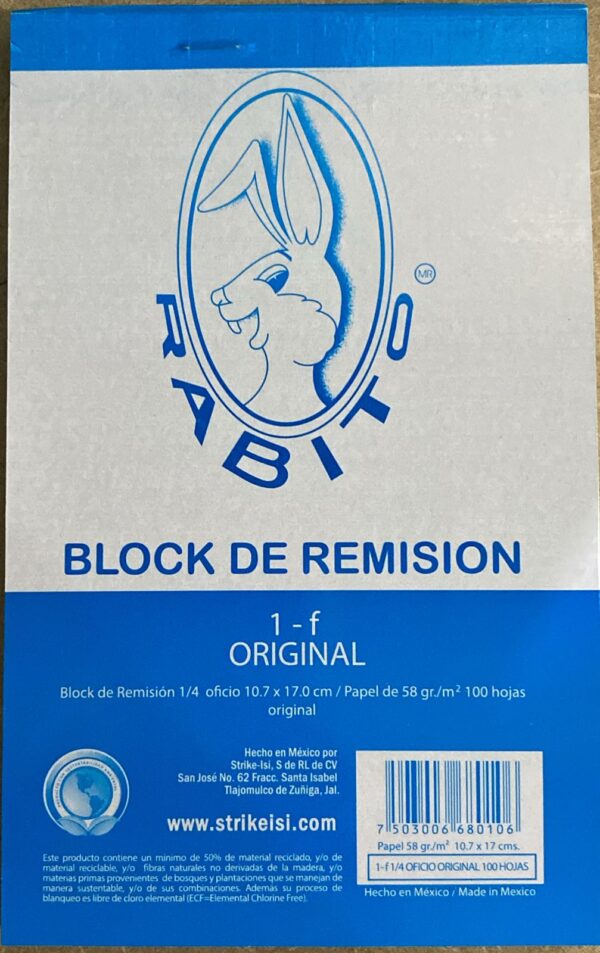 RABITO
MR
BLOCK DE REMISION
1 - f
ORIGINAL
Block de Remisión 1/4 oficio 10.7 x 17.0 cm / Papel de 58 gr./m² 100 hojas
original
Hecho en México por
Strike-Isi, S de RL de CV
San José No. 62 Fracc. Santa Isabel
Tlajomulco de Zuñiga, Jal.
www.strikeisi.com
Este producto contiene un mínimo de 50% de material reciclado, y/o de
material reciclable, y/o fibras naturales no derivadas de la madera, y/o
materias primas provenientes de bosques y plantaciones que se manejan de
manera sustentable, y/o de sus combinaciones. Además su proceso de
blanqueo es libre de cloro elemental (ECF=Elemental Chlorine Free).
7 503006 680106
Papel 58 gr./m² 10.7 x 17 cms.
1-f 1/4 OFICIO ORIGINAL 100 HOJAS
Hecho en México / Made in Mexico